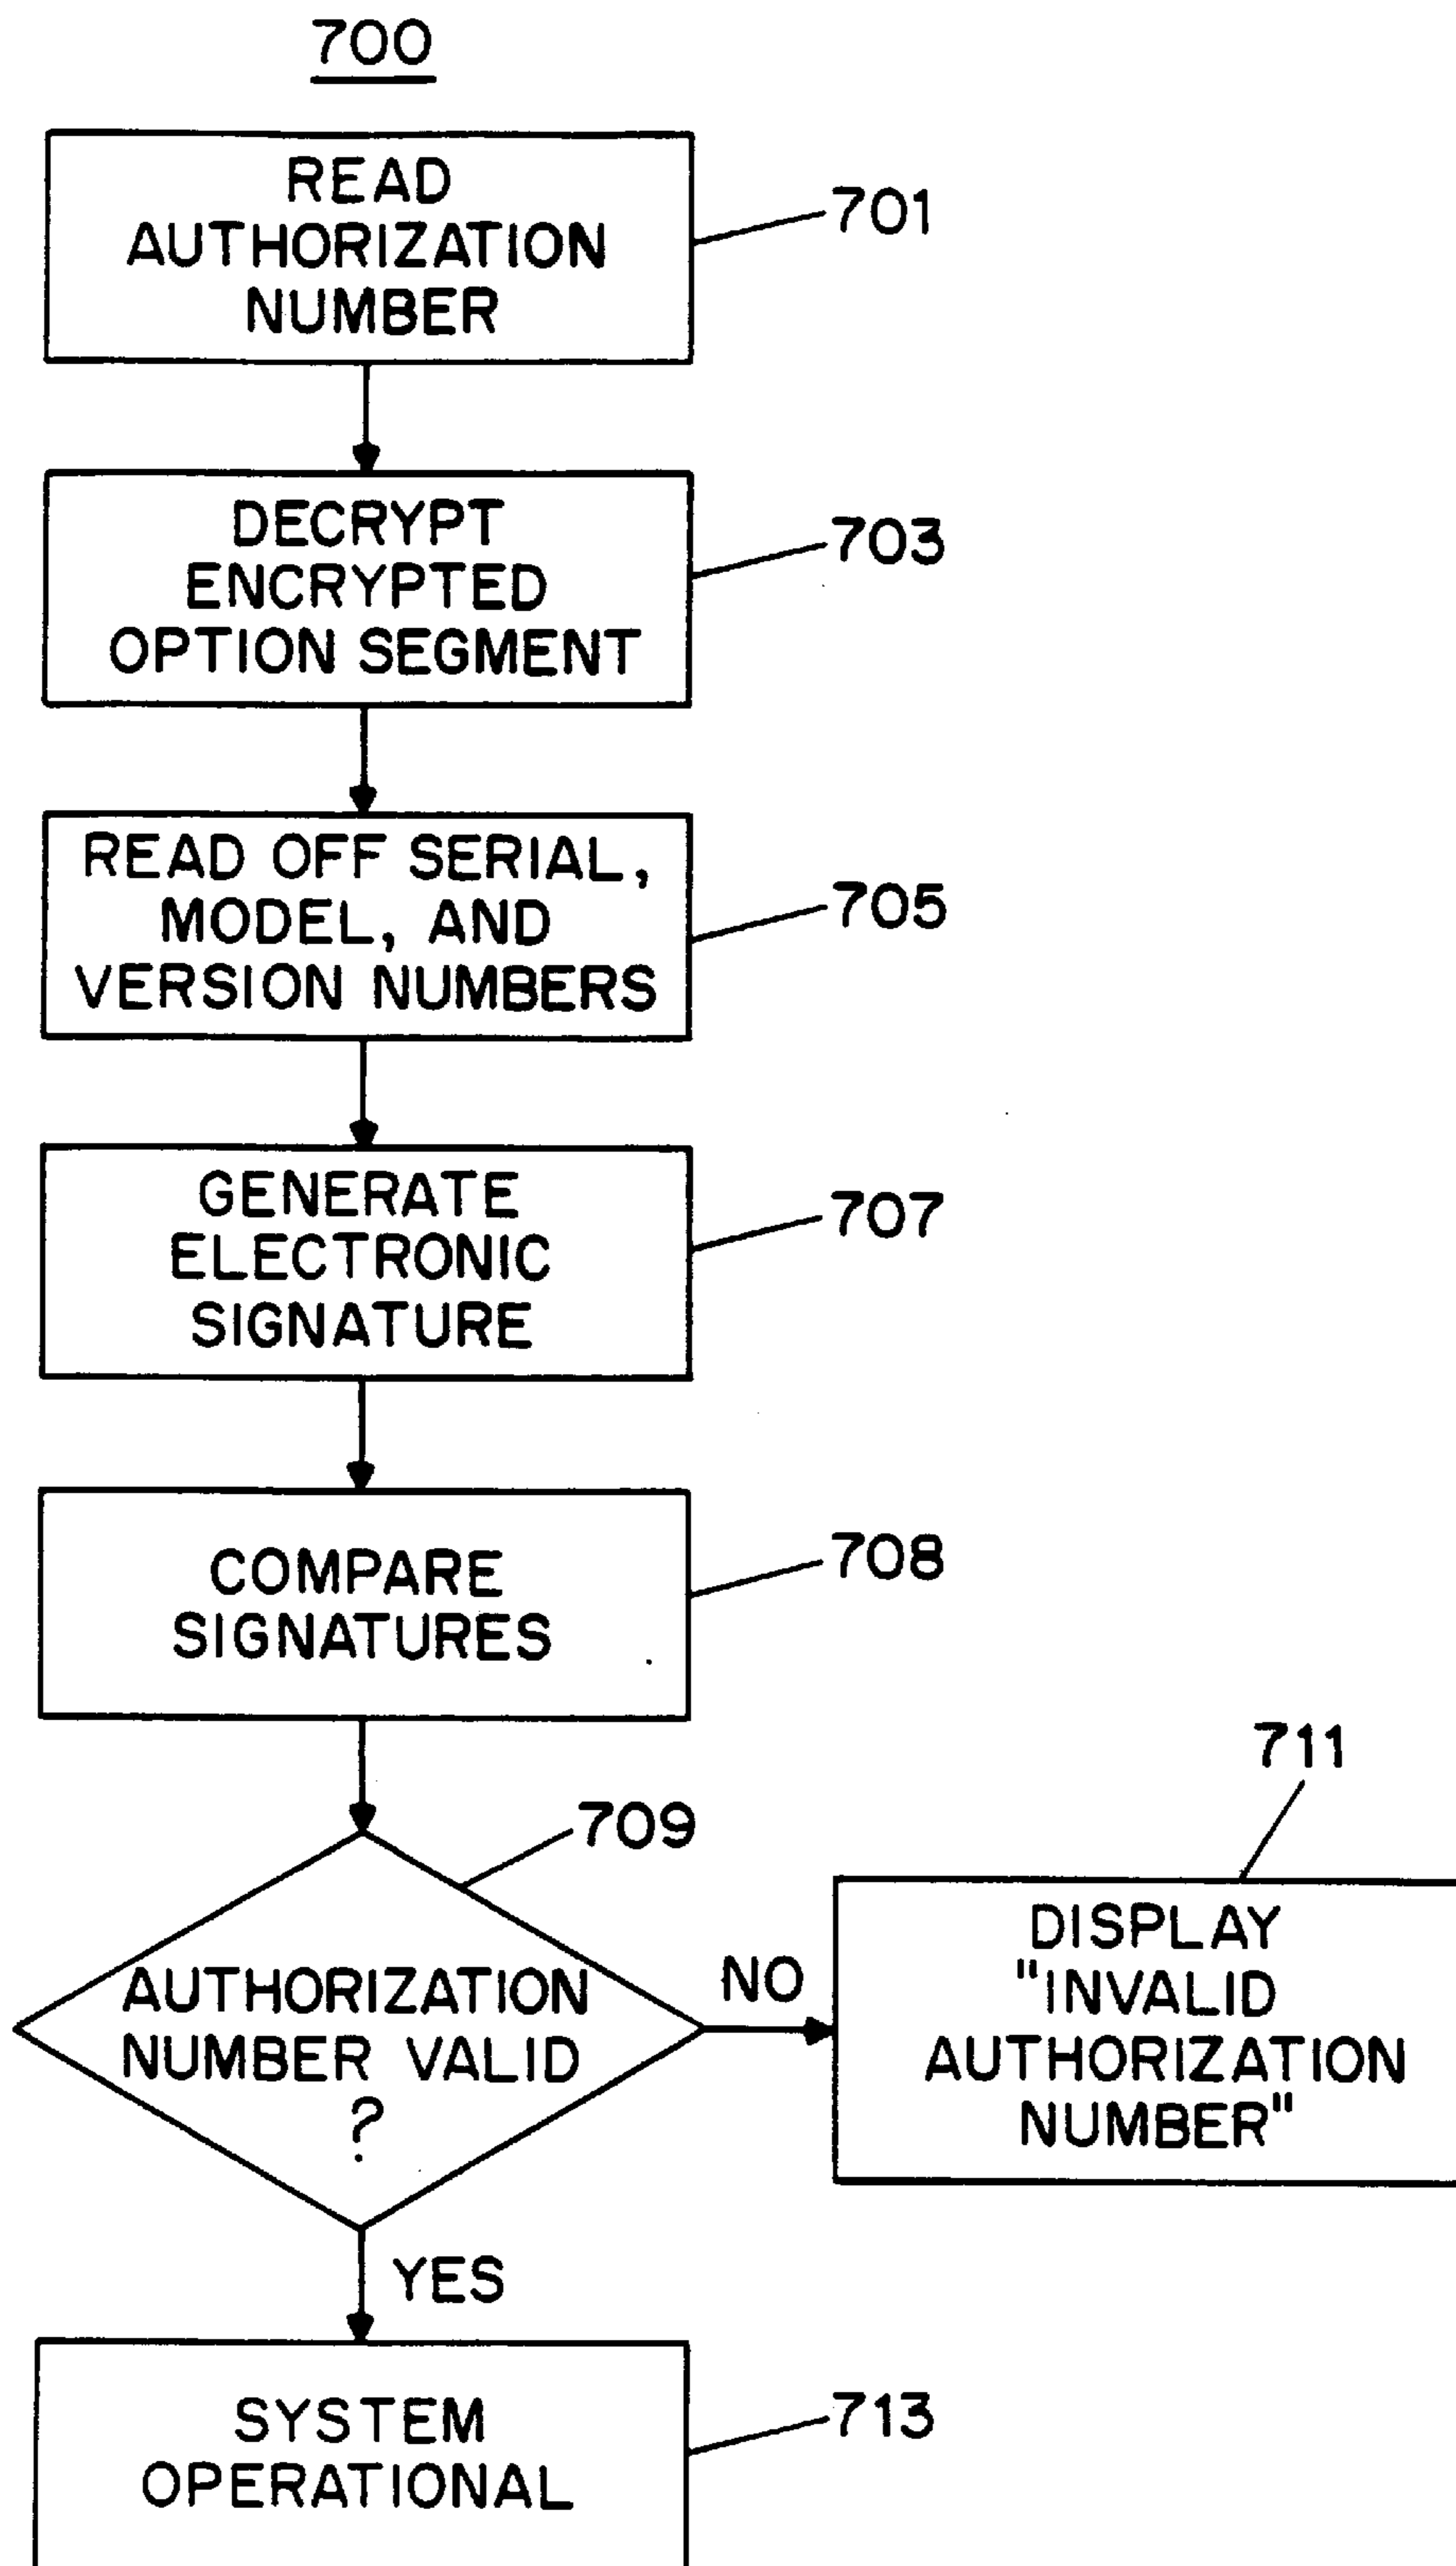 700
READ
AUTHORIZATION
NUMBER
701
DECRYPT
ENCRYPTED
OPTION SEGMENT
703
READ OFF SERIAL,
MODEL, AND
VERSION NUMBERS
705
GENERATE
ELECTRONIC
SIGNATURE
707
COMPARE
SIGNATURES
708
709
AUTHORIZATION
NUMBER VALID
?
NO
711
DISPLAY
"INVALID
AUTHORIZATION
NUMBER"
YES
SYSTEM
OPERATIONAL
713